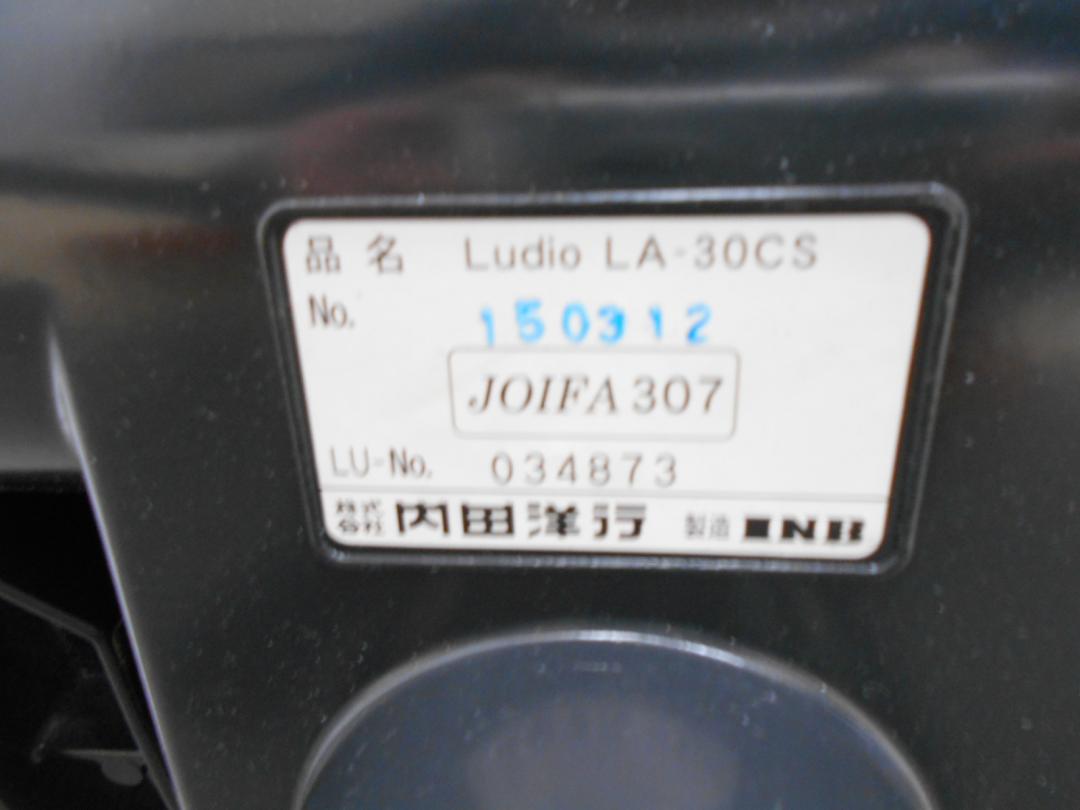 品名 Ludio LA-30CS
No. 150312
JOIFA 307
LU-No. 034873
株式会社 内田洋行 製造 INB